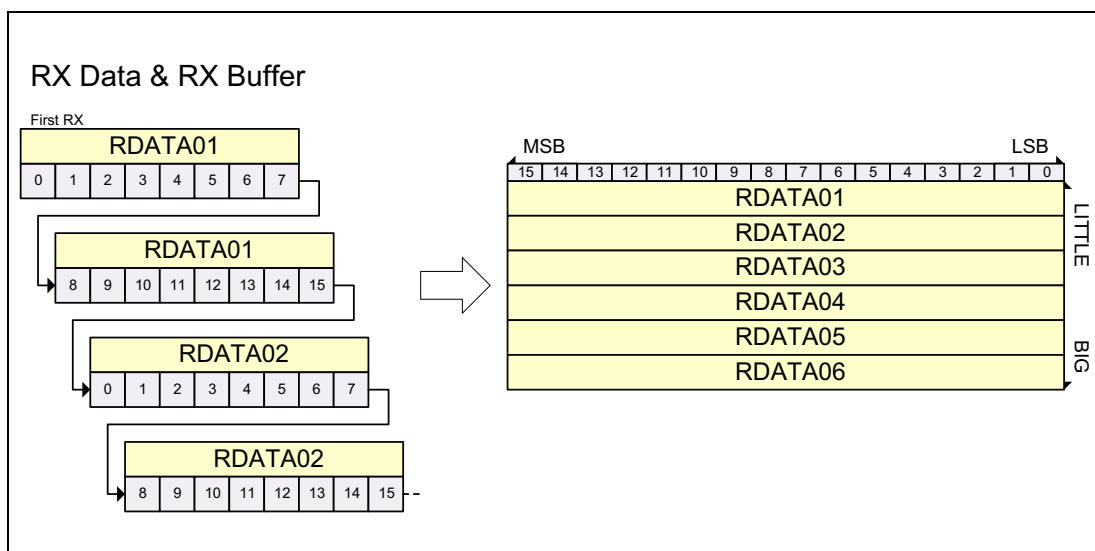 RX Data & RX Buffer
First RX
RDATA01
0 1 2 3 4 5 6 7
RDATA01
8 9 10 11 12 13 14 15
RDATA02
0 1 2 3 4 5 6 7
RDATA02
8 9 10 11 12 13 14 15
MSB LSB
15 14 13 12 11 10 9 8 7 6 5 4 3 2 1 0
RDATA01
RDATA02
RDATA03
RDATA04
RDATA05
RDATA06
LITTLE
BIG